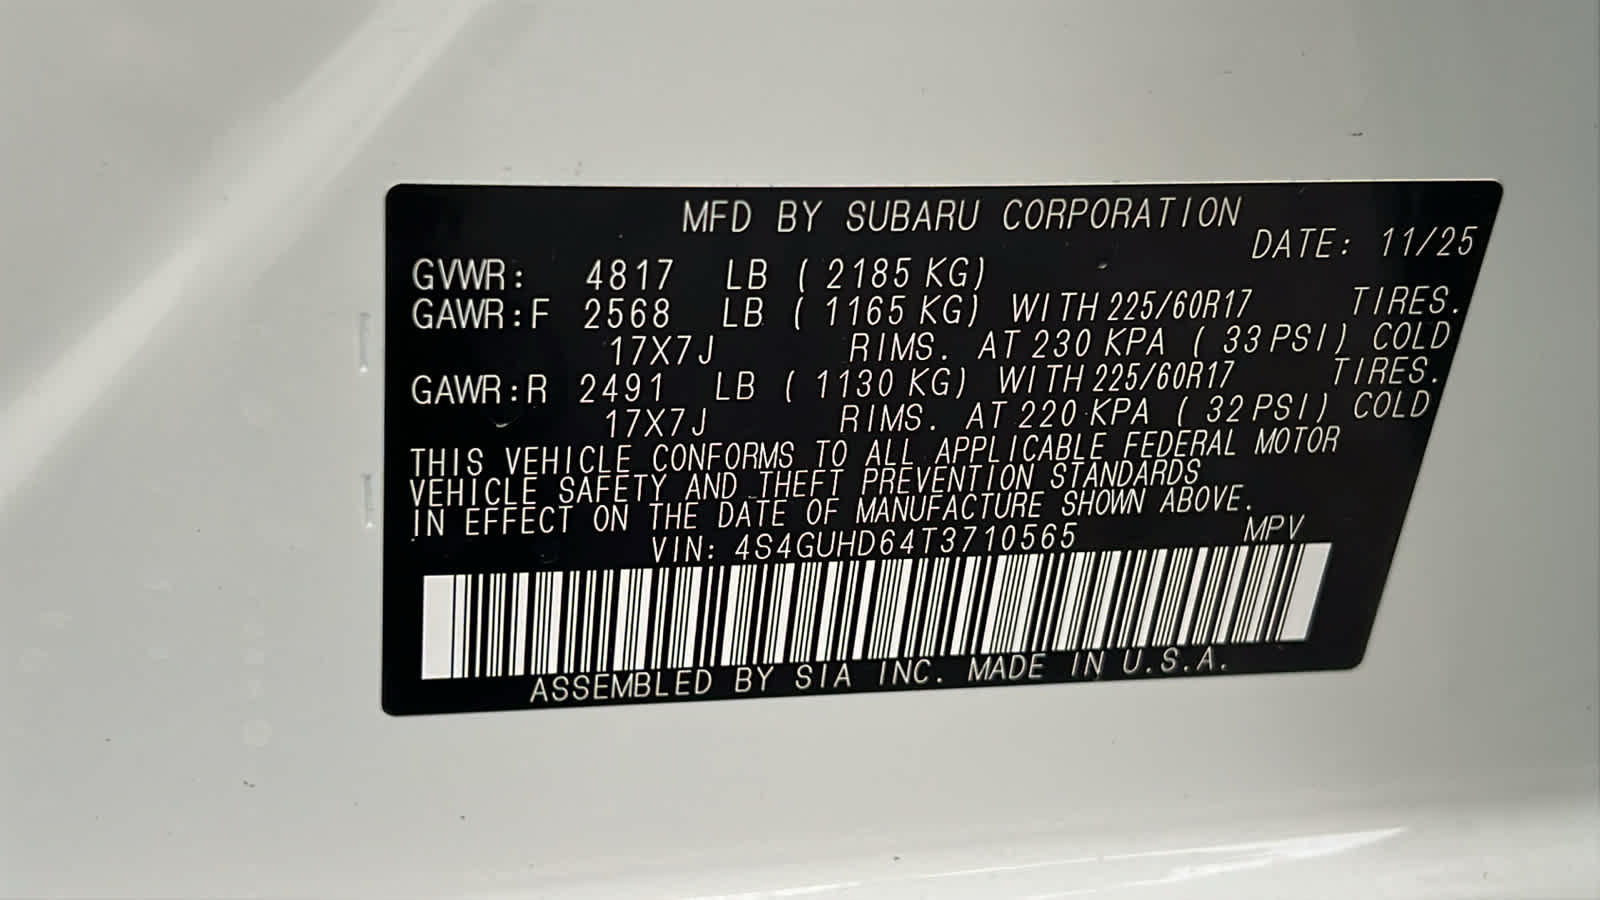 MFD BY SUBARU CORPORATION
DATE: 11/25
GVWR: 4817 LB ( 2185 KG)
GAWR:F 2568 LB ( 1165 KG) WITH 225/60R17 TIRES.
17X7J RIMS. AT 230 KPA ( 33 PSI) COLD
GAWR:R 2491 LB ( 1130 KG) WITH 225/60R17 TIRES.
17X7J RIMS. AT 220 KPA ( 32 PSI) COLD
THIS VEHICLE CONFORMS TO ALL APPLICABLE FEDERAL MOTOR
VEHICLE SAFETY AND THEFT PREVENTION STANDARDS
IN EFFECT ON THE DATE OF MANUFACTURE SHOWN ABOVE.
VIN: 4S4GUHD64T3710565 MPV
ASSEMBLED BY SIA INC. MADE IN U.S.A.